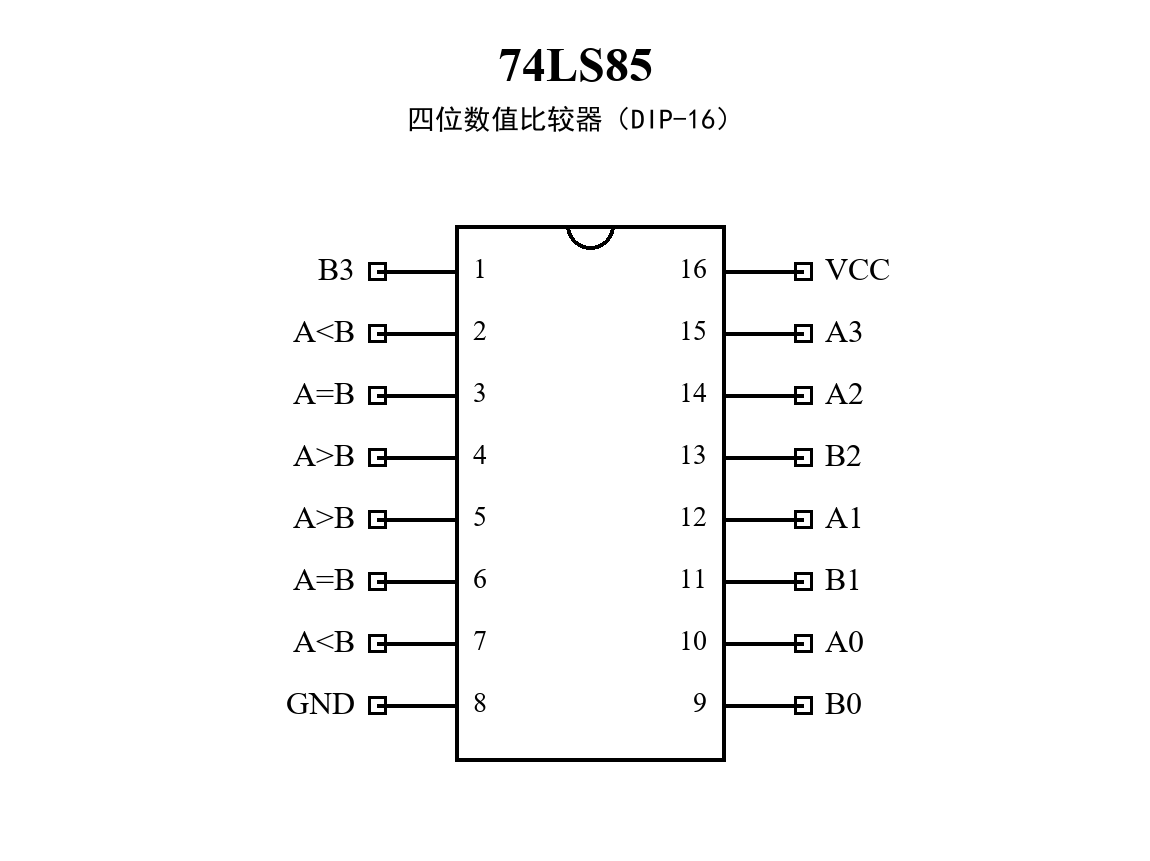 74LS85
四位数值比较器（DIP-16）
B3 1 16 VCC
A<B 2 15 A3
A=B 3 14 A2
A>B 4 13 B2
A>B 5 12 A1
A=B 6 11 B1
A<B 7 10 A0
GND 8 9 B0